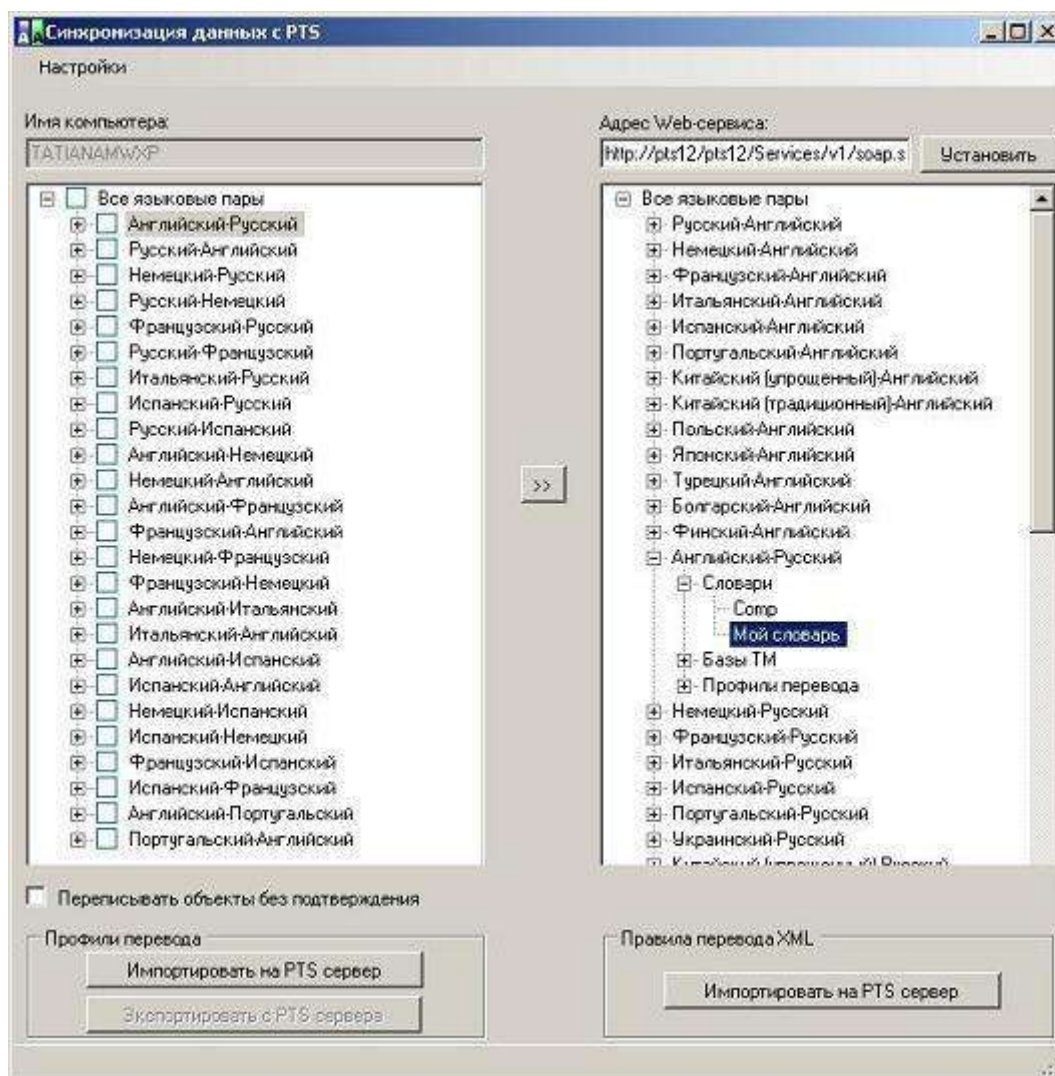 Синхронизация данных с PTS
Настройки
Имя компьютера:
TATIANAMWXP
Все языковые пары
Английский-Русский
Русский-Английский
Немецкий-Русский
Русский-Немецкий
Французский-Русский
Русский-Французский
Итальянский-Русский
Испанский-Русский
Русский-Испанский
Английский-Немецкий
Немецкий-Английский
Английский-Французский
Французский-Английский
Немецкий-Французский
Французский-Немецкий
Английский-Итальянский
Итальянский-Английский
Английский-Испанский
Испанский-Английский
Немецкий-Испанский
Испанский-Немецкий
Французский-Испанский
Испанский-Французский
Английский-Португальский
Португальский-Английский
>>
Адрес Web-сервиса:
http://pts12/pts12/Services/v1/soap.s
Установить
Все языковые пары
Русский-Английский
Немецкий-Английский
Французский-Английский
Итальянский-Английский
Испанский-Английский
Португальский-Английский
Китайский (упрощенный)-Английский
Китайский (традиционный)-Английский
Польский-Английский
Японский-Английский
Турецкий-Английский
Болгарский-Английский
Финский-Английский
Английский-Русский
Словари
Comp
Мой словарь
Базы ТМ
Профили перевода
Немецкий-Русский
Французский-Русский
Итальянский-Русский
Испанский-Русский
Португальский-Русский
Украинский-Русский
Китайский (упрощенный)-Русский
Переписывать объекты без подтверждения
Профили перевода
Импортировать на PTS сервер
Экспортировать с PTS сервера
Правила перевода XML
Импортировать на PTS сервер